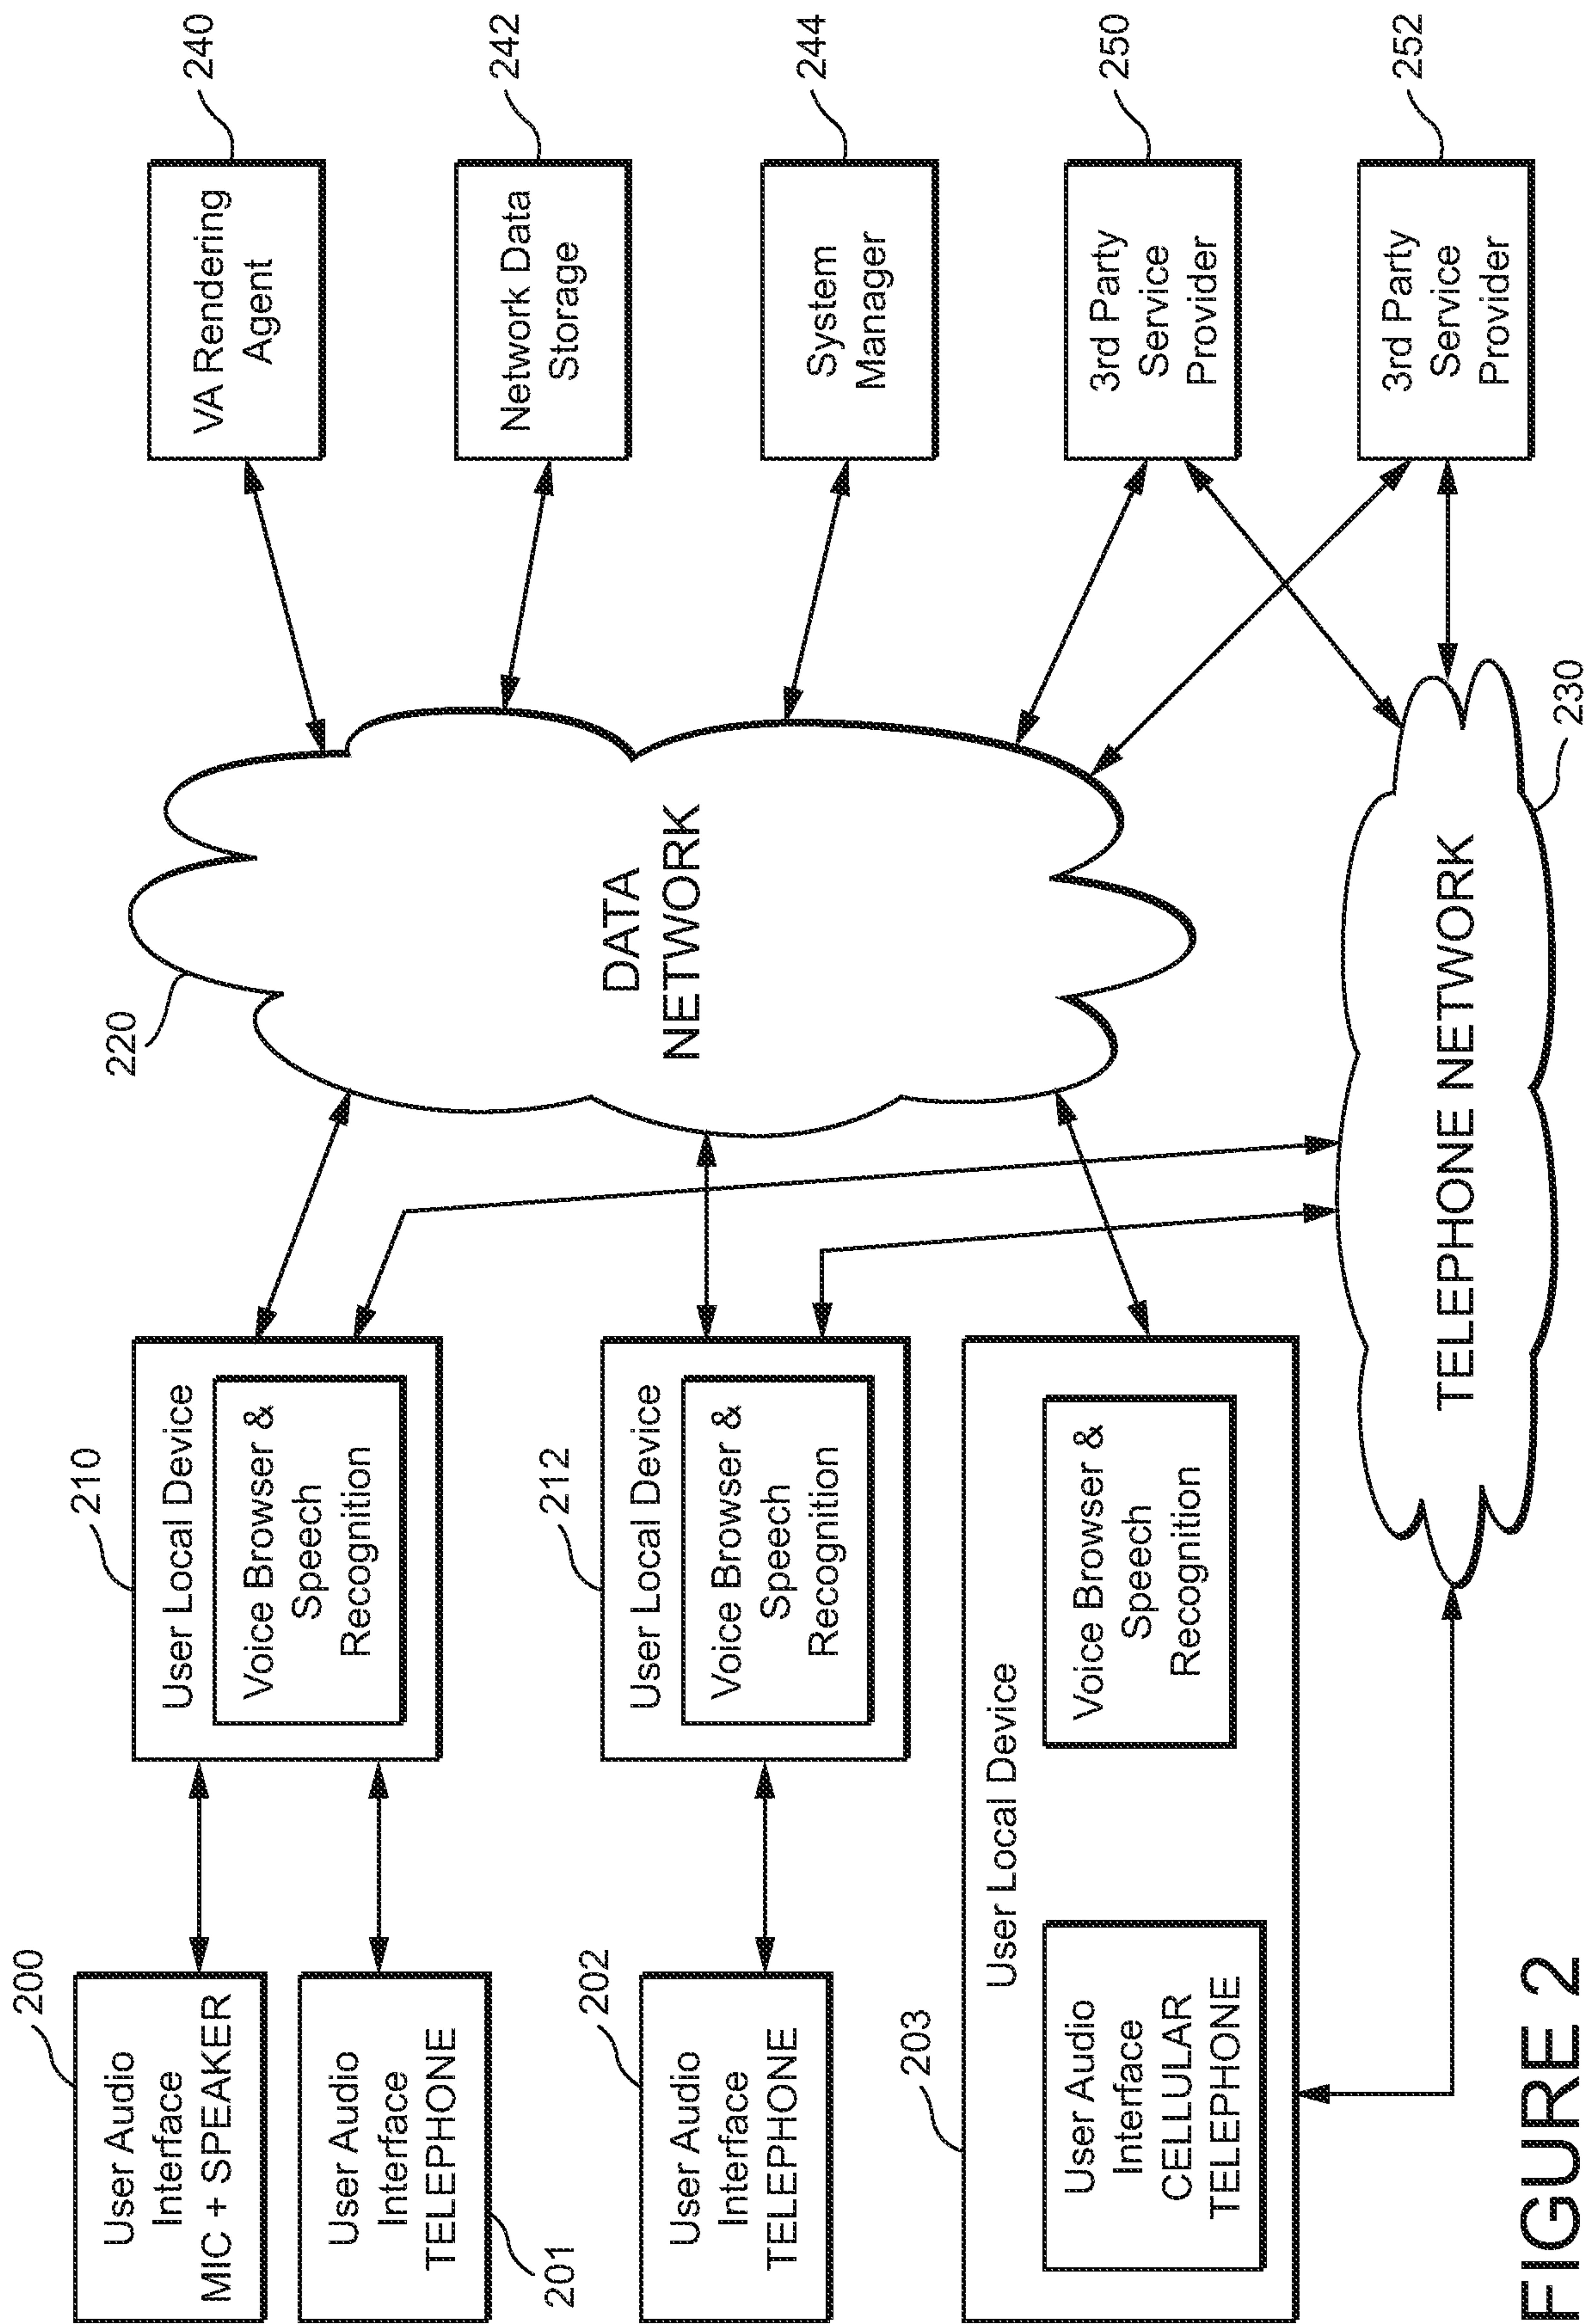 200
User Audio
Interface
MIC + SPEAKER
User Audio
Interface
TELEPHONE
201
202
User Audio
Interface
TELEPHONE
203
User Local Device
User Audio
Interface
CELLULAR
TELEPHONE
Voice Browser &
Speech
Recognition
210
User Local Device
Voice Browser &
Speech
Recognition
212
User Local Device
Voice Browser &
Speech
Recognition
220
DATA
NETWORK
TELEPHONE NETWORK
230
VA Rendering
Agent
240
Network Data
Storage
242
System
Manager
244
3rd Party
Service
Provider
250
3rd Party
Service
Provider
252
FIGURE 2